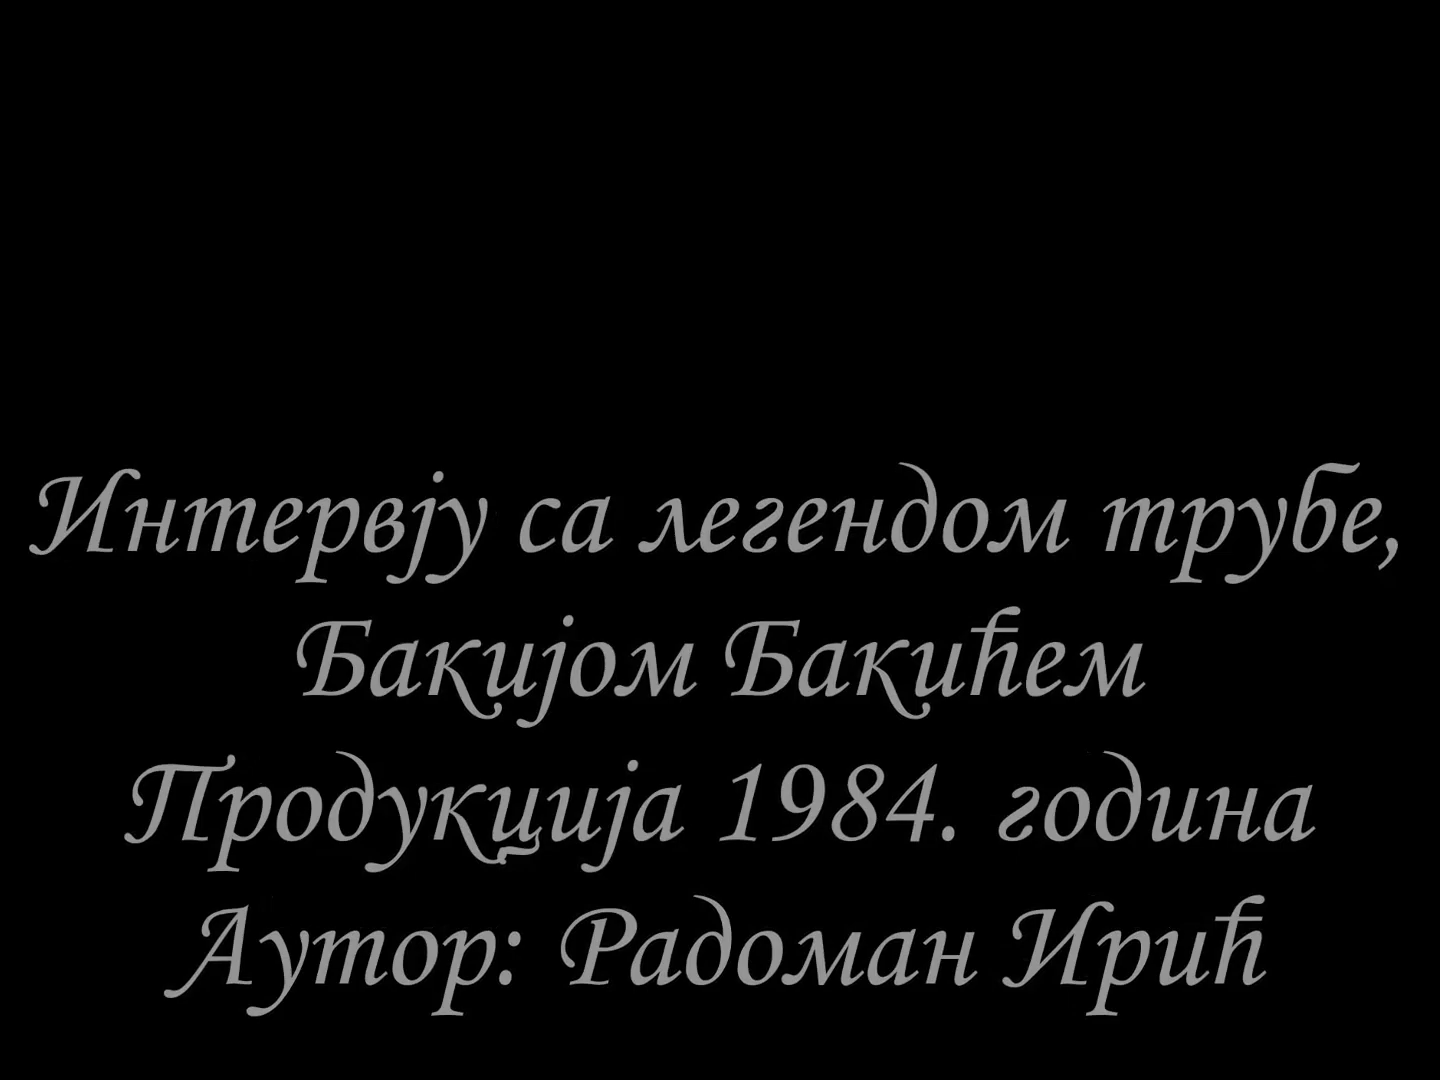 Интервју са легендом трубе,
Бакијом Бакићем
Продукција 1984. година
Аутор: Радоман Ирић